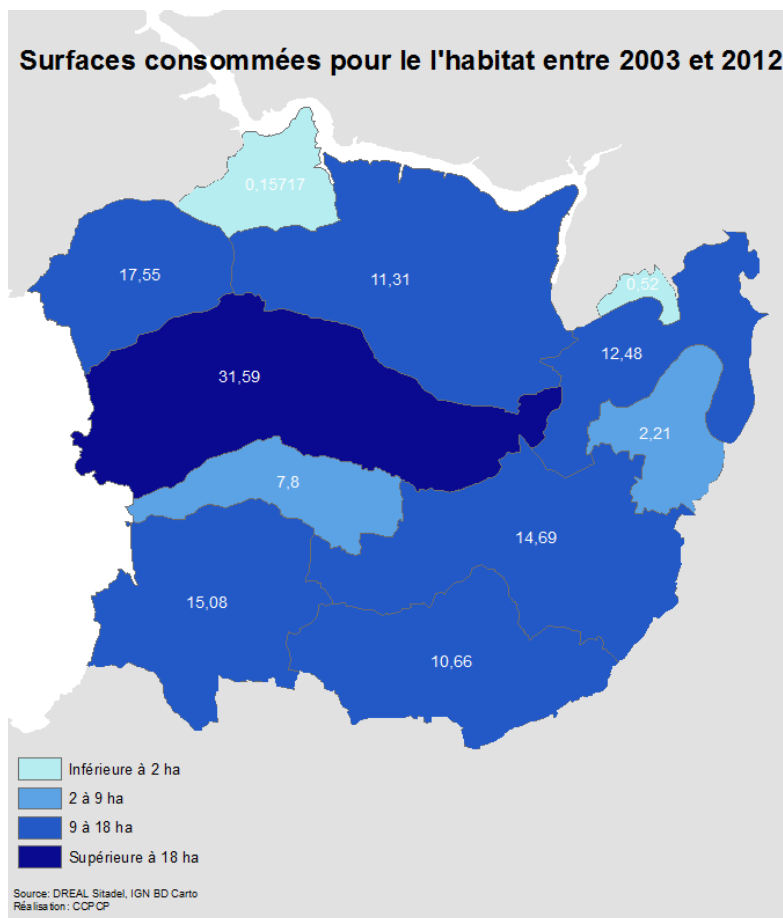 Surfaces consommées pour le l'habitat entre 2003 et 2012
0,15717
17,55
11,31
0,52
12,48
31,59
2,21
7,8
14,69
15,08
10,66
Inférieure à 2 ha
2 à 9 ha
9 à 18 ha
Supérieure à 18 ha
Source: DREAL Sitadel, IGN BD Carto
Réalisation : CCPCP